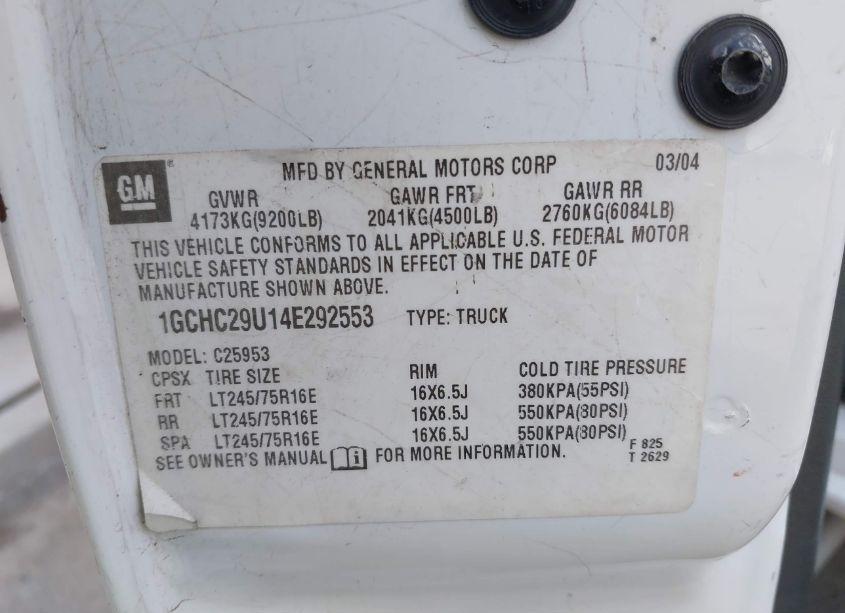 GM
MFD BY GENERAL MOTORS CORP 03/04
GVWR GAWR FRT GAWR RR
4173KG(9200LB) 2041KG(4500LB) 2760KG(6084LB)
THIS VEHICLE CONFORMS TO ALL APPLICABLE U.S. FEDERAL MOTOR
VEHICLE SAFETY STANDARDS IN EFFECT ON THE DATE OF
MANUFACTURE SHOWN ABOVE.
1GCHC29U14E292553 TYPE: TRUCK
MODEL: C25953
CPSX TIRE SIZE RIM COLD TIRE PRESSURE
FRT LT245/75R16E 16X6.5J 380KPA(55PSI)
RR LT245/75R16E 16X6.5J 550KPA(80PSI)
SPA LT245/75R16E 16X6.5J 550KPA(80PSI)
SEE OWNER'S MANUAL i FOR MORE INFORMATION.
F 825
T 2629